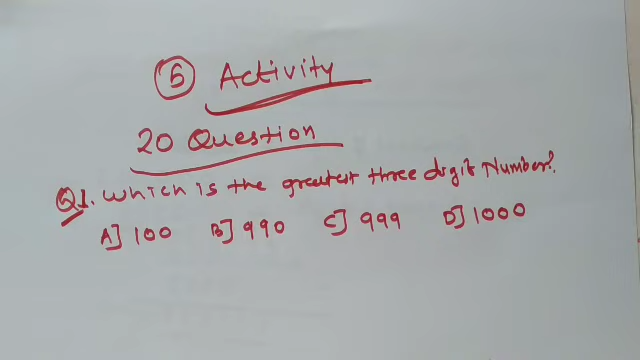 5 Activity
20 Question
Q1. Which is the greatest three digit Number?
A] 100 B] 990 C] 999 D] 1000